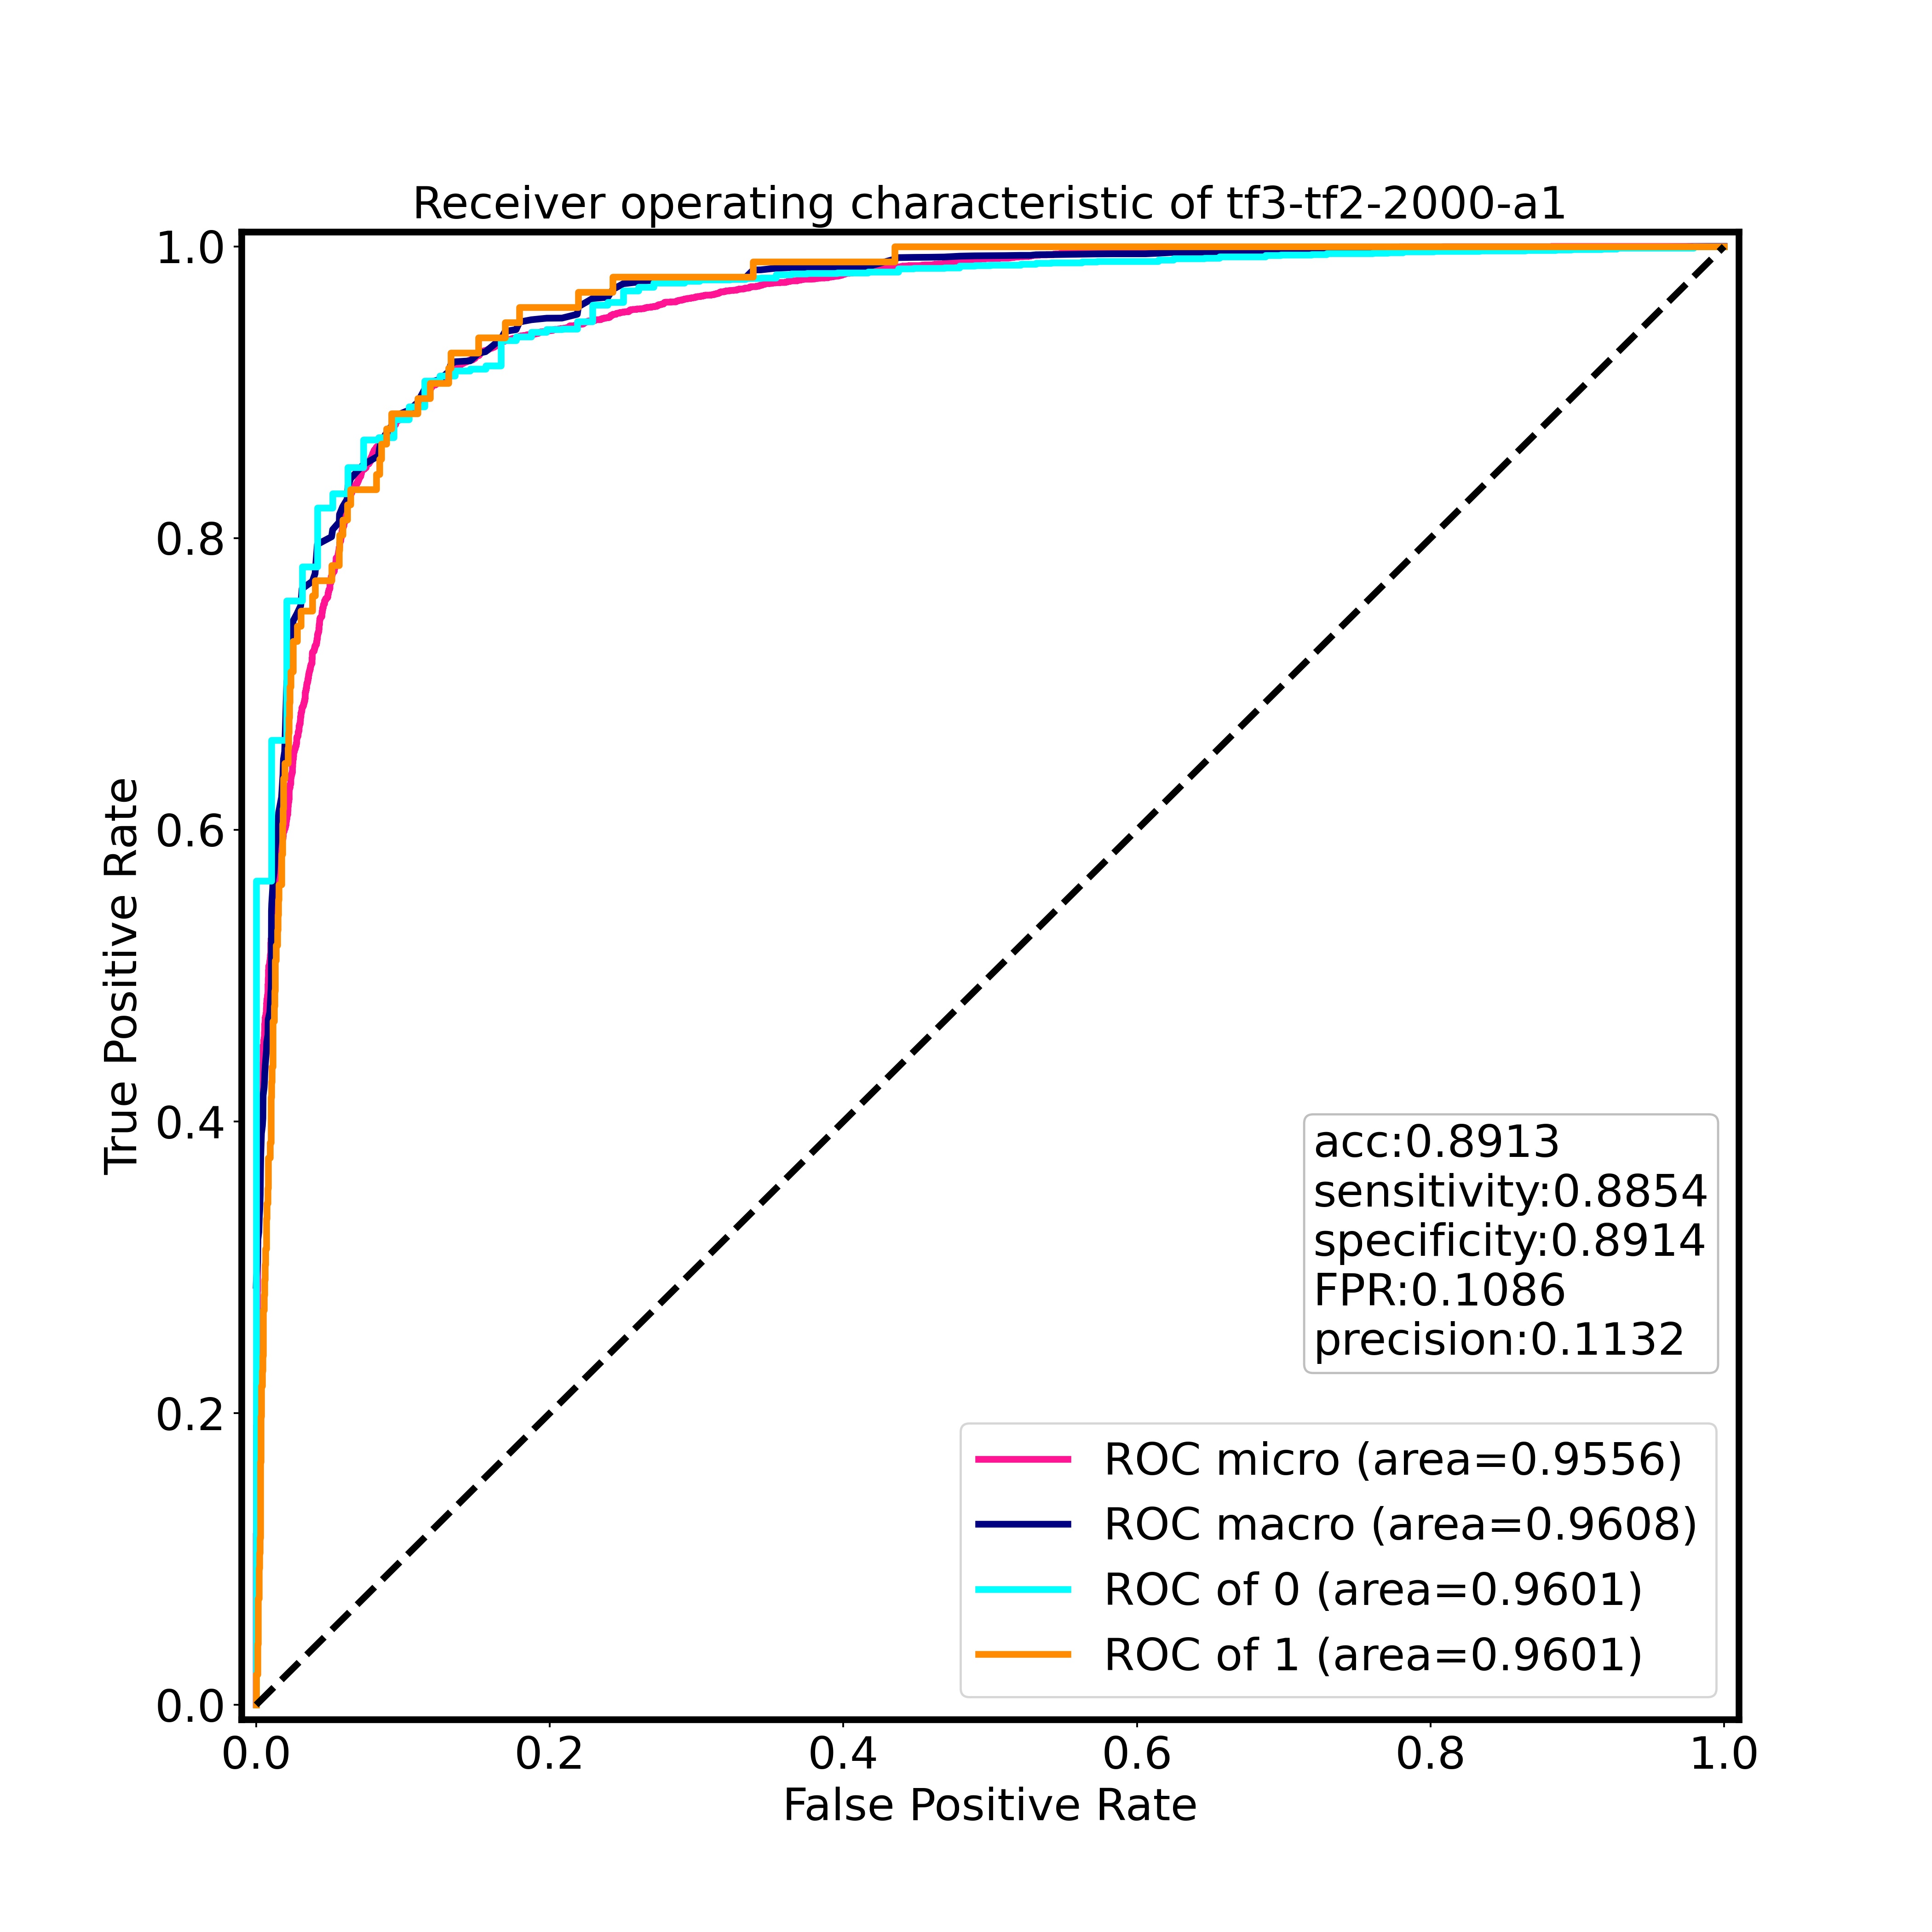 Receiver operating characteristic of tf3-tf2-2000-a1
1.0
0.8
0.6
0.4
0.2
0.0
True Positive Rate
acc:0.8913
sensitivity:0.8854
specificity:0.8914
FPR:0.1086
precision:0.1132
ROC micro (area=0.9556)
ROC macro (area=0.9608)
ROC of 0 (area=0.9601)
ROC of 1 (area=0.9601)
0.0 0.2 0.4 0.6 0.8 1.0
False Positive Rate